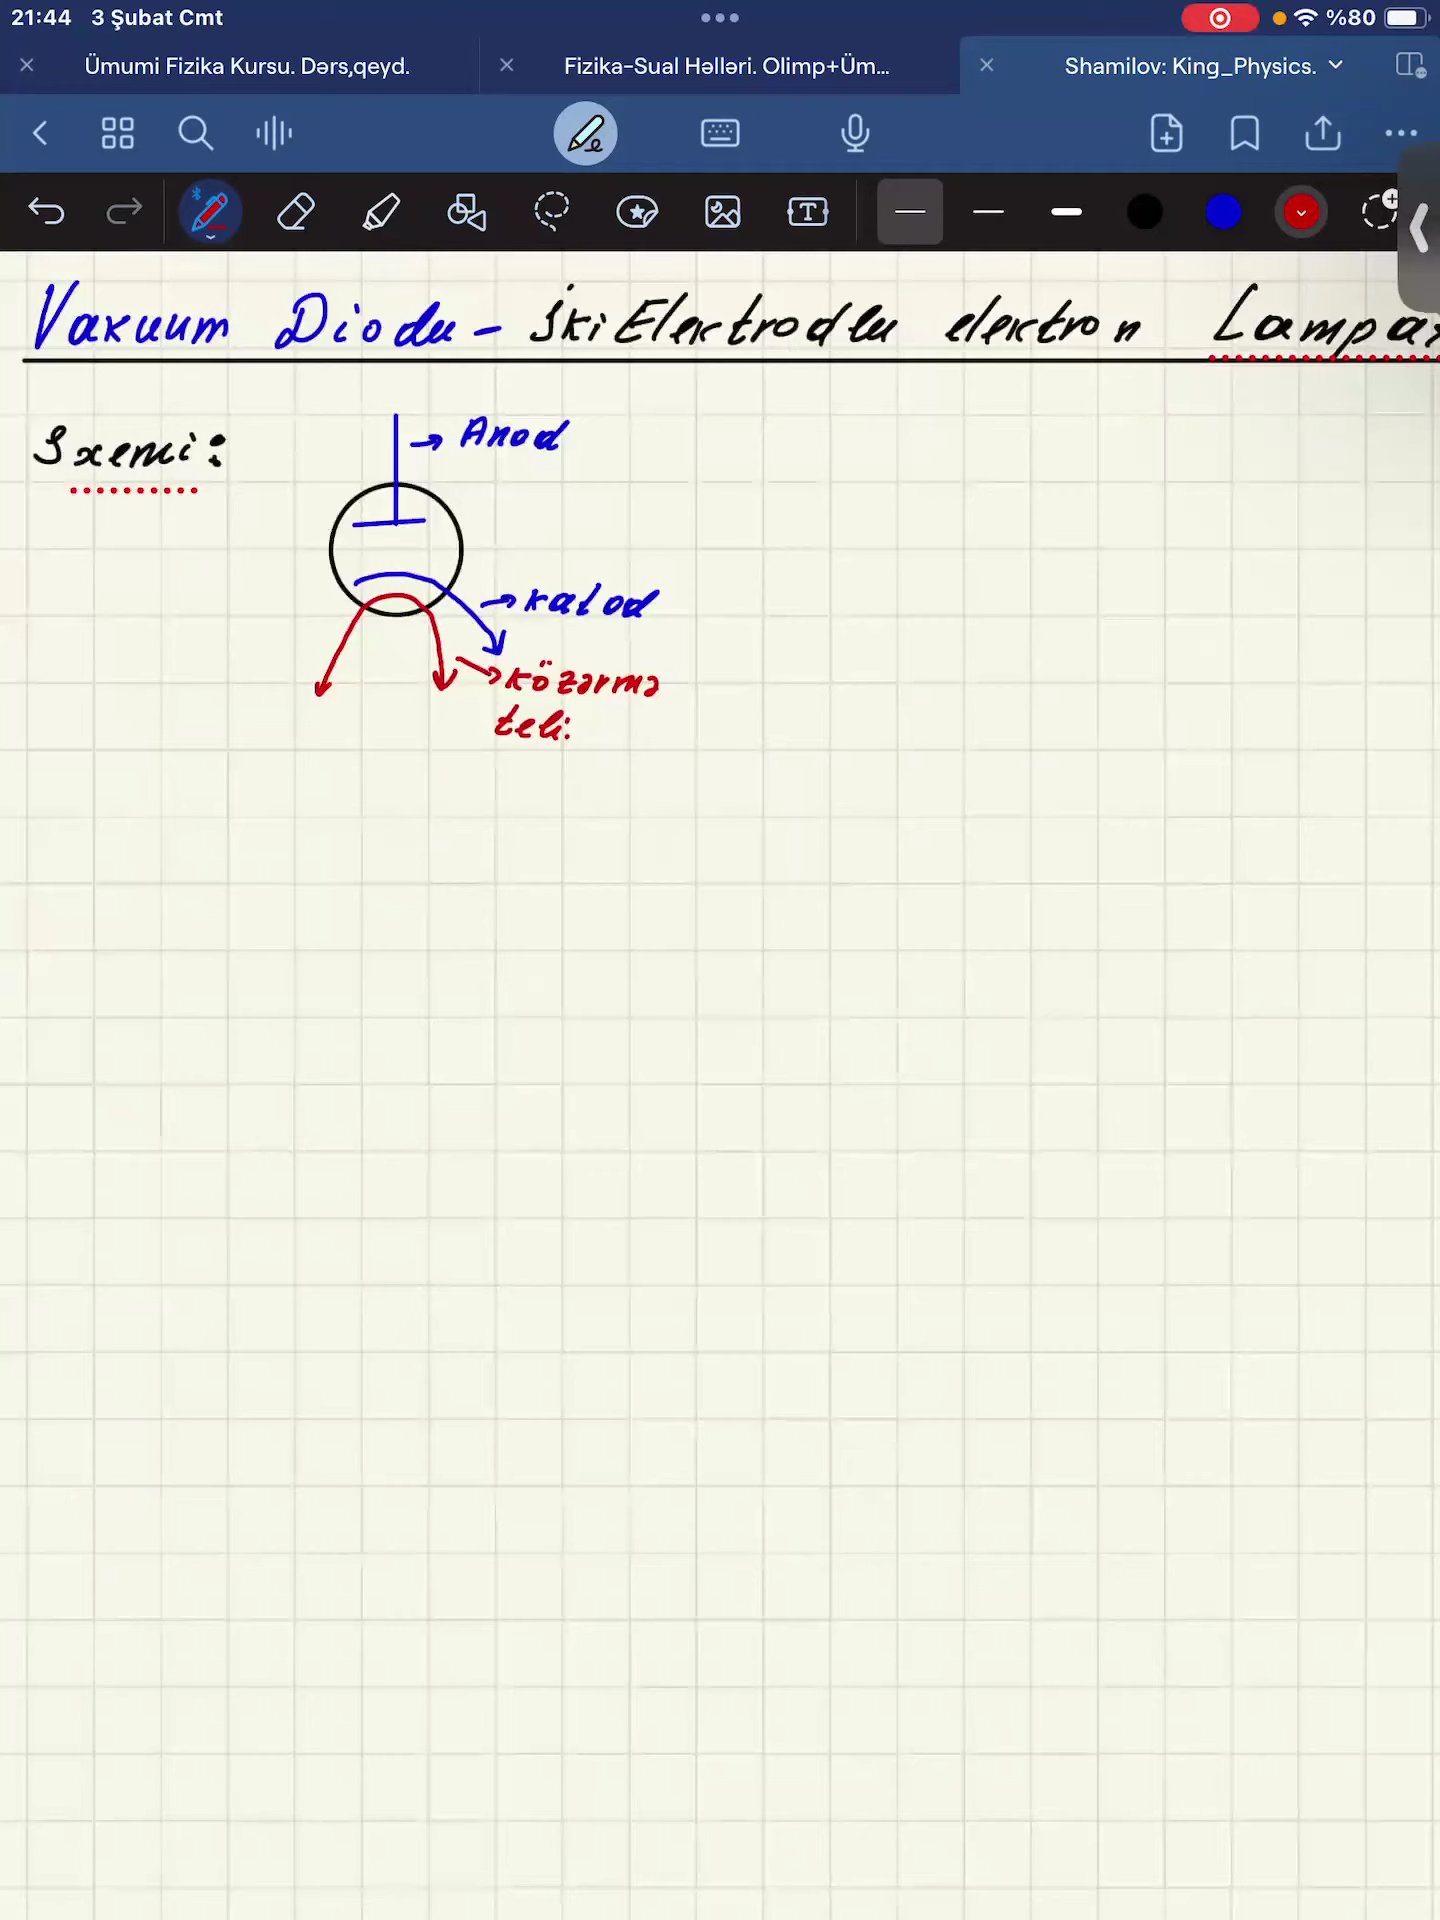 21:44 3 Şubat Cmt %80
Ümumi Fizika Kursu. Dərs,qeyd. Fizika-Sual Həlləri. Olimp+Üm... Shamilov: King_Physics.
Vakuum Diodu - İki Elektrodlu elektron Lampa
Sxemi:
→ Anod
→ katod
→ közərmə
teli: